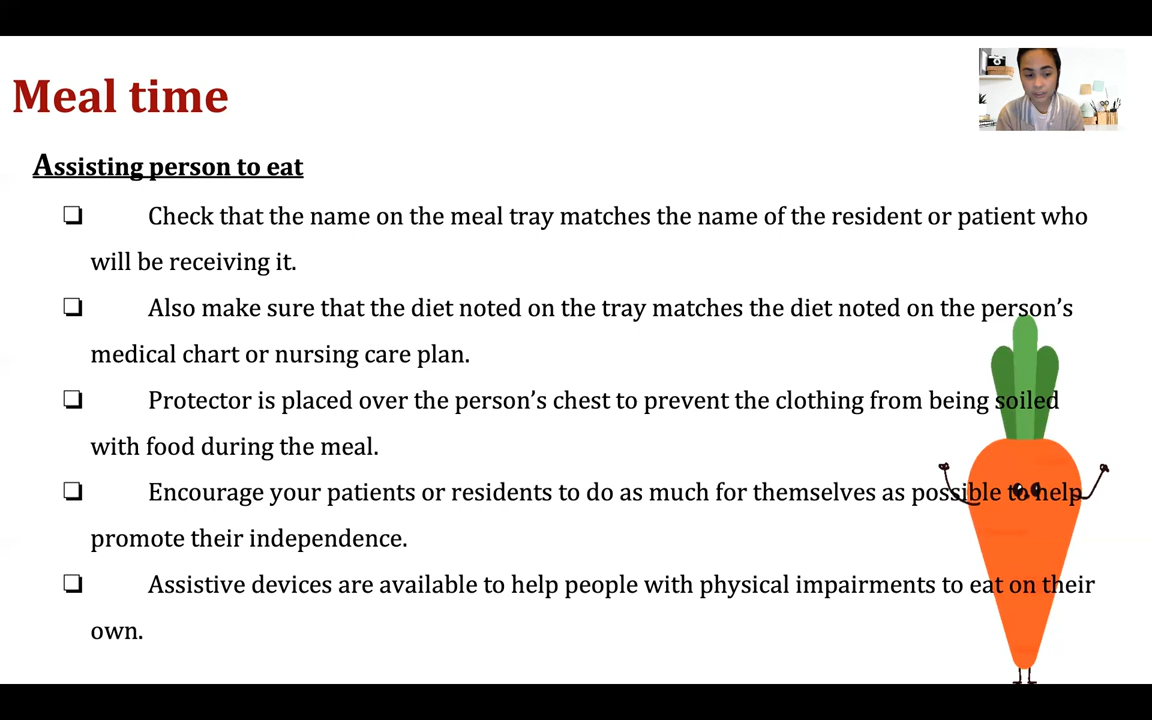 Meal time
Assisting person to eat
❏ Check that the name on the meal tray matches the name of the resident or patient who
will be receiving it.
❏ Also make sure that the diet noted on the tray matches the diet noted on the person’s
medical chart or nursing care plan.
❏ Protector is placed over the person’s chest to prevent the clothing from being soiled
with food during the meal.
❏ Encourage your patients or residents to do as much for themselves as possible to help
promote their independence.
❏ Assistive devices are available to help people with physical impairments to eat on their
own.